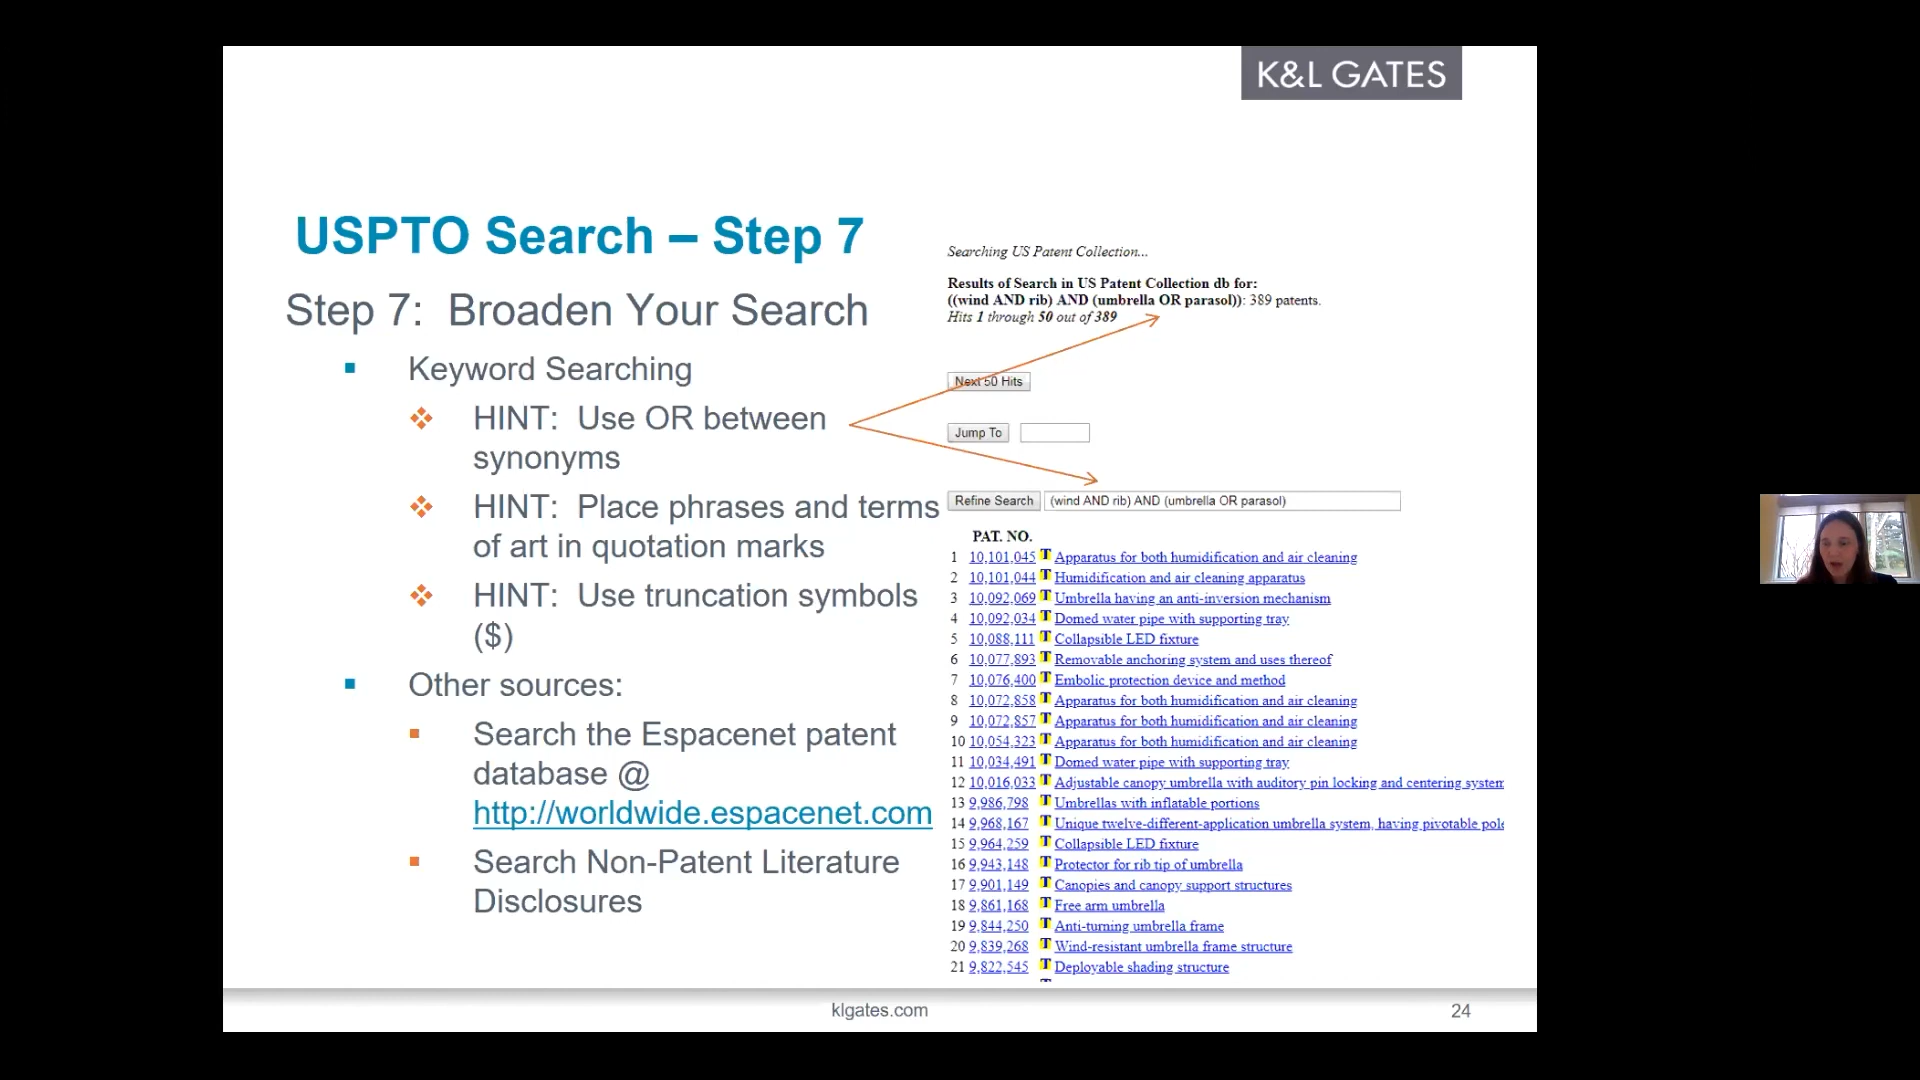 K&L GATES
USPTO Search – Step 7
Step 7:  Broaden Your Search
Keyword Searching
HINT:  Use OR between
synonyms
HINT:  Place phrases and terms
of art in quotation marks
HINT:  Use truncation symbols
($)
Other sources:
Search the Espacenet patent
database @
http://worldwide.espacenet.com
Search Non-Patent Literature
Disclosures
Searching US Patent Collection...
Results of Search in US Patent Collection db for:
((wind AND rib) AND (umbrella OR parasol)): 389 patents.
Hits 1 through 50 out of 389
Next 50 Hits
Jump To
Refine Search (wind AND rib) AND (umbrella OR parasol)
PAT. NO.
1 10,101,045 T Apparatus for both humidification and air cleaning
2 10,101,044 T Humidification and air cleaning apparatus
3 10,092,069 T Umbrella having an anti-inversion mechanism
4 10,092,034 T Domed water pipe with supporting tray
5 10,088,111 T Collapsible LED fixture
6 10,077,893 T Removable anchoring system and uses thereof
7 10,076,400 T Embolic protection device and method
8 10,072,858 T Apparatus for both humidification and air cleaning
9 10,072,857 T Apparatus for both humidification and air cleaning
10 10,054,323 T Apparatus for both humidification and air cleaning
11 10,034,491 T Domed water pipe with supporting tray
12 10,016,033 T Adjustable canopy umbrella with auditory pin locking and centering system
13 9,986,798 T Umbrellas with inflatable portions
14 9,968,167 T Unique twelve-different-application umbrella system, having pivotable pole
15 9,964,259 T Collapsible LED fixture
16 9,943,148 T Protector for rib tip of umbrella
17 9,901,149 T Canopies and canopy support structures
18 9,861,168 T Free arm umbrella
19 9,844,250 T Anti-turning umbrella frame
20 9,839,268 T Wind-resistant umbrella frame structure
21 9,822,545 T Deployable shading structure
klgates.com
24